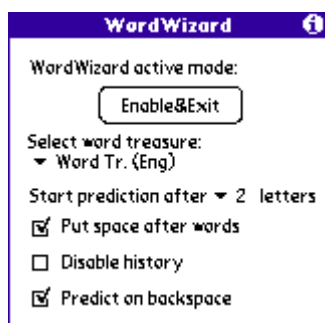 WordWizard
WordWizard active mode:
Enable&Exit
Select word treasure:
Word Tr. (Eng)
Start prediction after 2 letters
Put space after words
Disable history
Predict on backspace